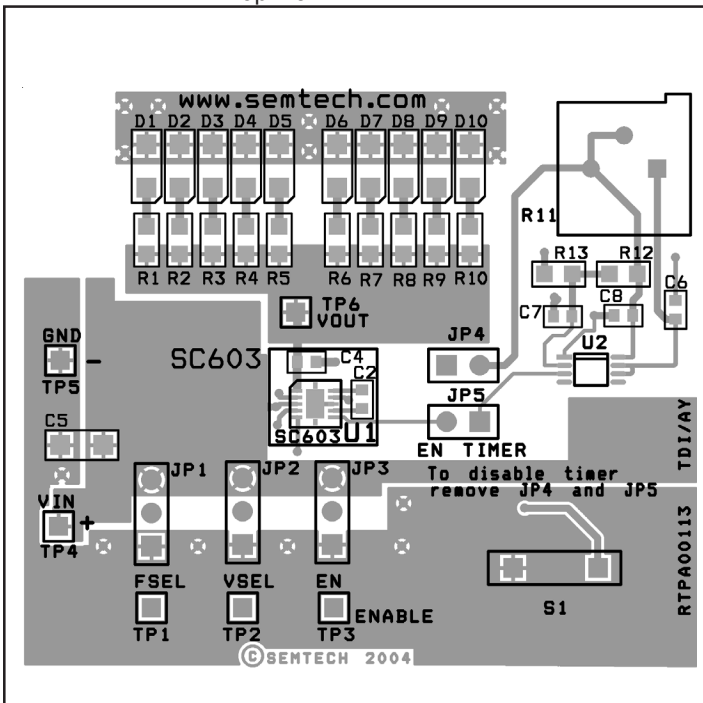 www.semtech.com
D1 D2 D3 D4 D5 D6 D7 D8 D9 D10
R11
R1 R2 R3 R4 R5 R6 R7 R8 R9 R10
R13 R12
C6
C7 C8
TP6
VOUT
U2
GND
-
TP5
SC603
C4
C2
JP4
JP5
SC603 U1
EN TIMER
C5
TDI/AY
JP1 JP2 JP3
To disable timer
remove JP4 and JP5
VIN
+
TP4
RTPA00113
FSEL VSEL EN
S1
ENABLE
TP1 TP2 TP3
©SEMTECH 2004